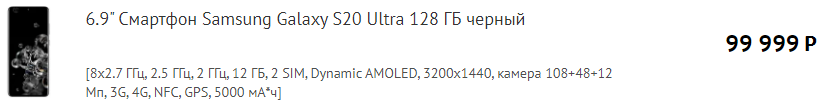 6.9" Смартфон Samsung Galaxy S20 Ultra 128 ГБ черный
99 999 Р
[8x2.7 ГГц, 2.5 ГГц, 2 ГГц, 12 ГБ, 2 SIM, Dynamic AMOLED, 3200x1440, камера 108+48+12
Мп, 3G, 4G, NFC, GPS, 5000 мА*ч]